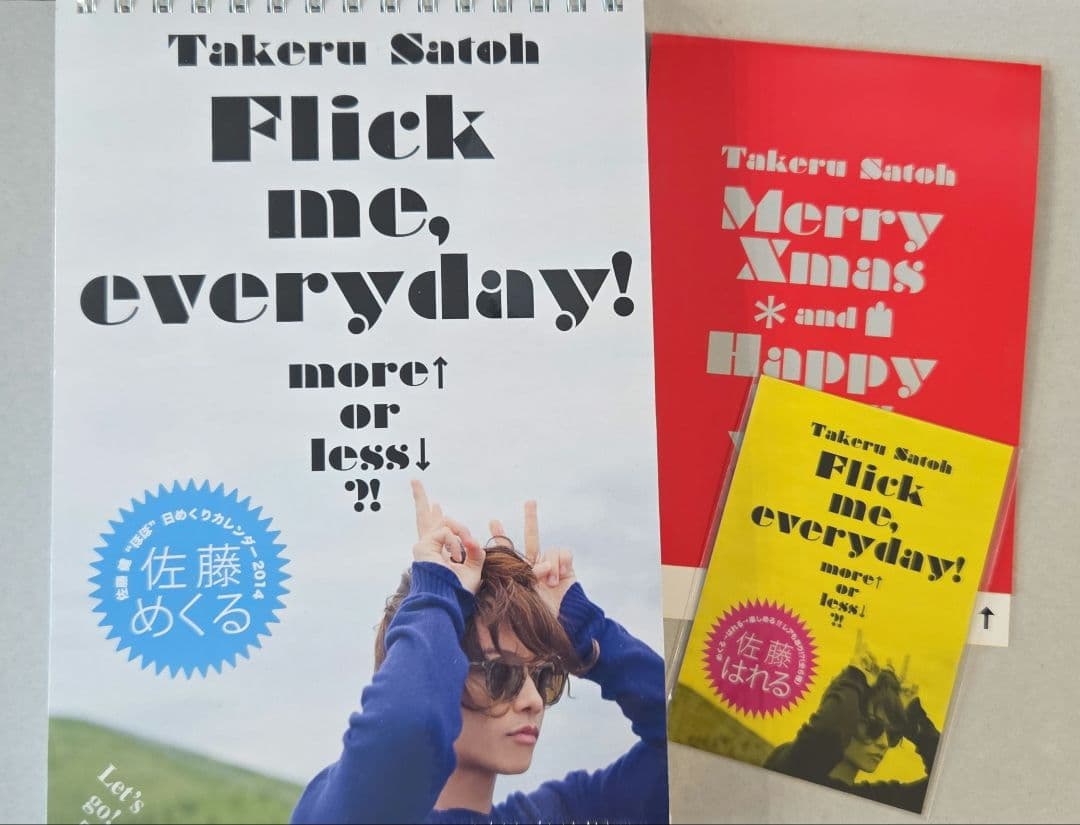 Takeru Satoh
Flick
me,
everyday!
more↑
or
less↓
?!
佐藤 健 “ほぼ” 日めくりカレンダー2014
佐藤
めくる
Let's
go!
Takeru Satoh
Merry
Xmas
and
Happy
Takeru Satoh
Flick
me,
everyday!
more↑
or
less↓
?!
佐藤
はれる
↑